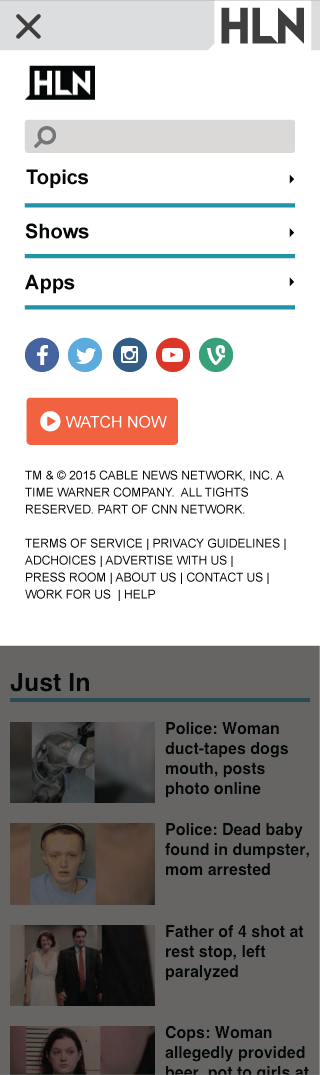 HLN
HLN
Topics
Shows
Apps
WATCH NOW
TM & © 2015 CABLE NEWS NETWORK, INC. A
TIME WARNER COMPANY. ALL TIGHTS
RESERVED. PART OF CNN NETWORK.
TERMS OF SERVICE | PRIVACY GUIDELINES |
ADCHOICES | ADVERTISE WITH US |
PRESS ROOM | ABOUT US | CONTACT US |
WORK FOR US | HELP
Just In
Police: Woman
duct-tapes dogs
mouth, posts
photo online
Police: Dead baby
found in dumpster,
mom arrested
Father of 4 shot at
rest stop, left
paralyzed
Cops: Woman
allegedly provided
beer, pot to girls at